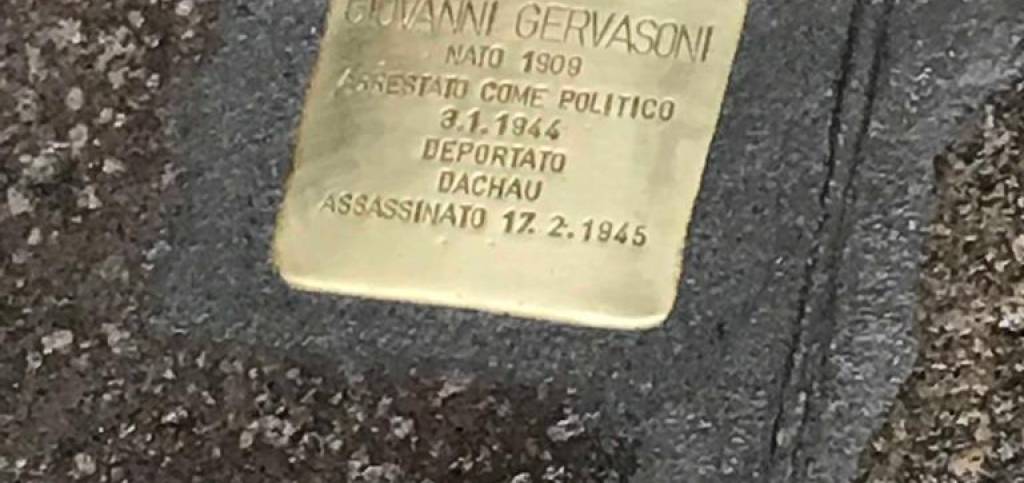 GIOVANNI GERVASONI
NATO 1909
ARRESTATO COME POLITICO
3.1.1944
DEPORTATO
DACHAU
ASSASSINATO 17. 2.1945